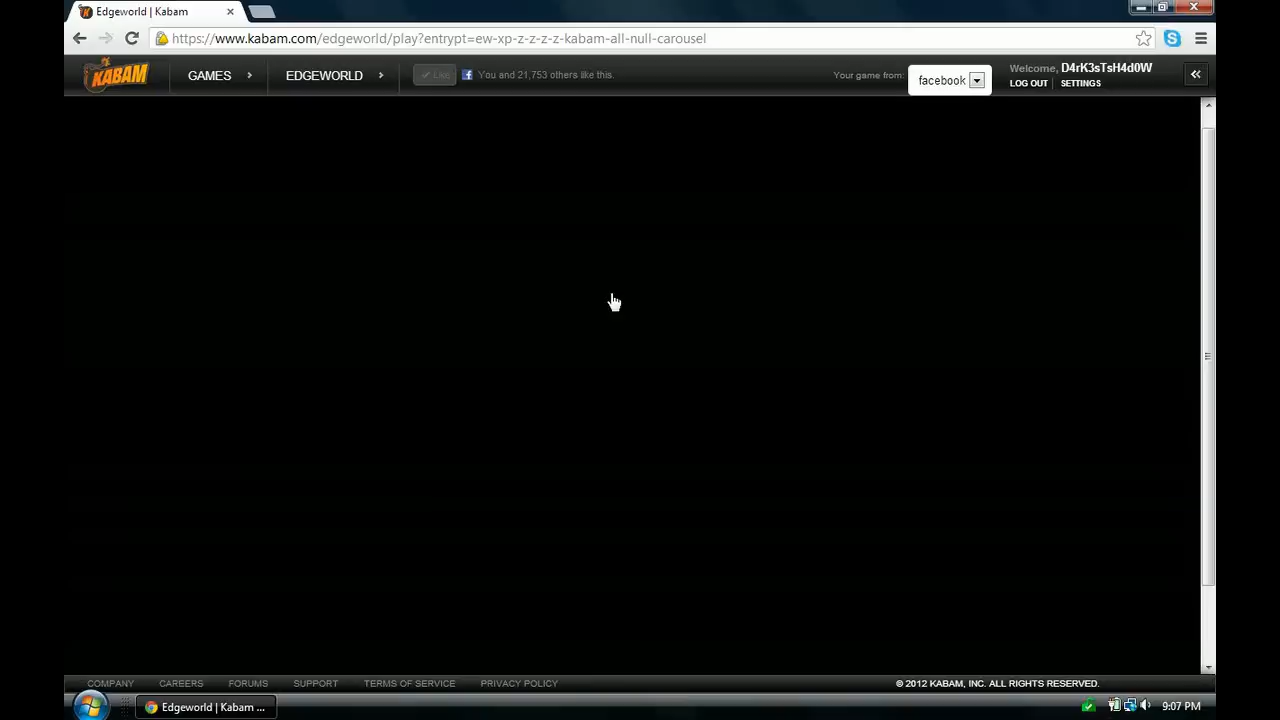 Edgeworld | Kabam
https://www.kabam.com/edgeworld/play?entrypt=ew-xp-z-z-z-z-kabam-all-null-carousel
KABAM GAMES EDGEWORLD Like You and 21,753 others like this. Your game from: facebook Welcome, D4rK3sTsH4d0W
LOG OUT SETTINGS
COMPANY CAREERS FORUMS SUPPORT TERMS OF SERVICE PRIVACY POLICY © 2012 KABAM, INC. ALL RIGHTS RESERVED.
Edgeworld | Kabam ... 9:07 PM